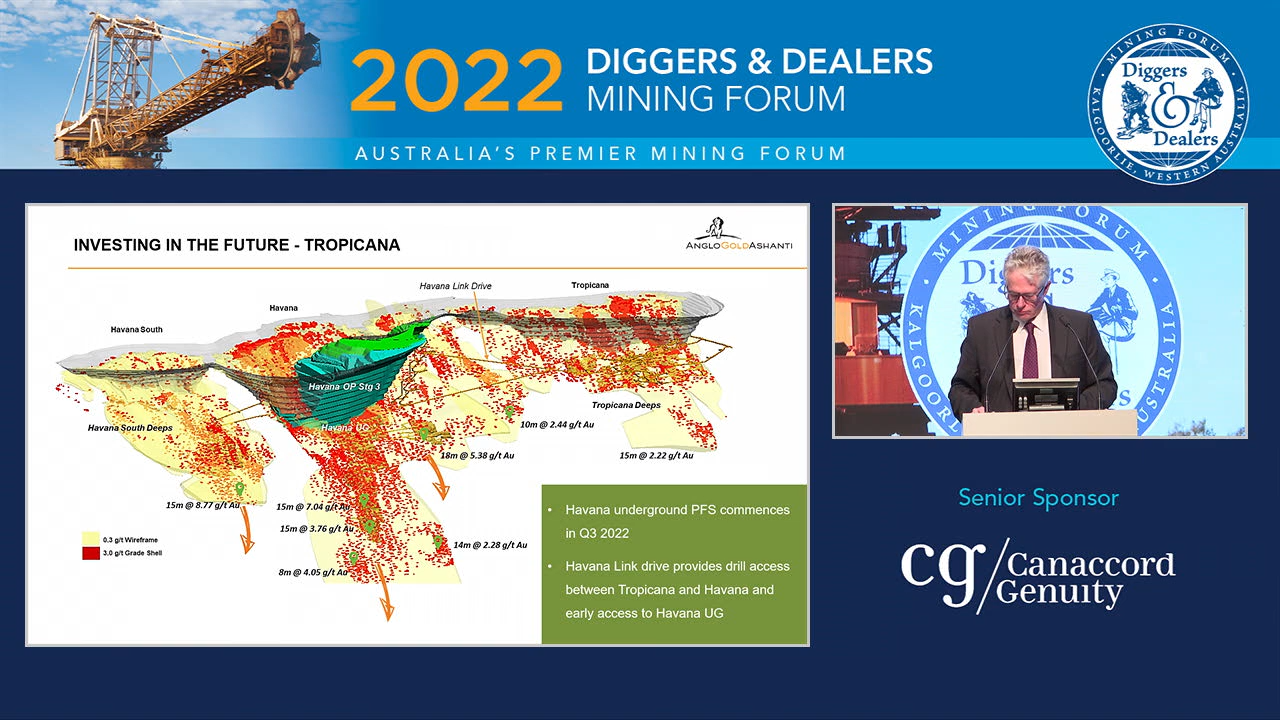 2022
DIGGERS & DEALERS
MINING FORUM
AUSTRALIA'S PREMIER MINING FORUM
MINING FORUM
Diggers
&
Dealers
KALGOORLIE, WESTERN AUSTRALIA
INVESTING IN THE FUTURE - TROPICANA
ANGLOGOLDASHANTI
Havana Link Drive
Tropicana
Havana
Havana South
Havana OP Stg 3
Havana South Deeps
Havana UG
Tropicana Deeps
10m @ 2.44 g/t Au
18m @ 5.38 g/t Au
15m @ 2.22 g/t Au
15m @ 8.77 g/t Au
15m @ 7.04 g/t Au
15m @ 3.76 g/t Au
14m @ 2.28 g/t Au
8m @ 4.05 g/t Au
0.3 g/t Wireframe
3.0 g/t Grade Shell
• Havana underground PFS commences
in Q3 2022
• Havana Link drive provides drill access
between Tropicana and Havana and
early access to Havana UG
MINING FORUM
Senior Sponsor
cg/Canaccord
Genuity